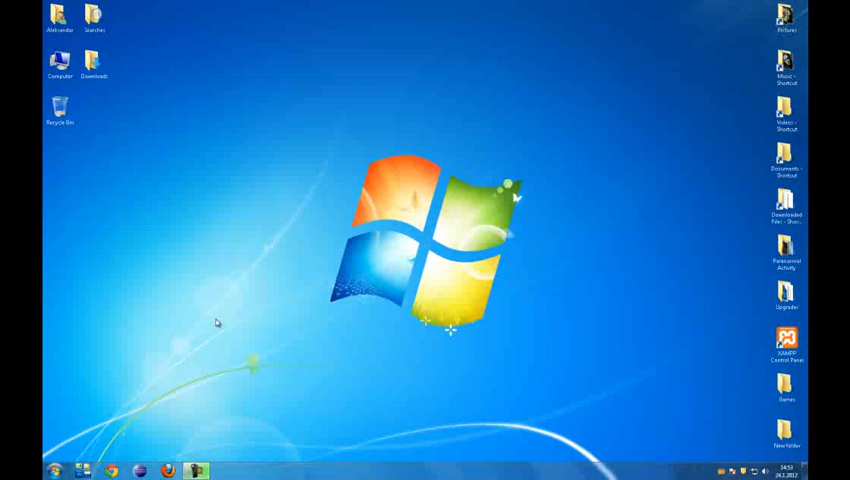 Aleksandar
Searches
Computer
Downloads
Recycle Bin
Pictures
Music -
Shortcut
Videos -
Shortcut
Documents -
Shortcut
Downloaded
Files - Shor...
Paranormal
Activity
Upgrader
XAMPP
Control Panel
Games
New folder
14:53
24.1.2012